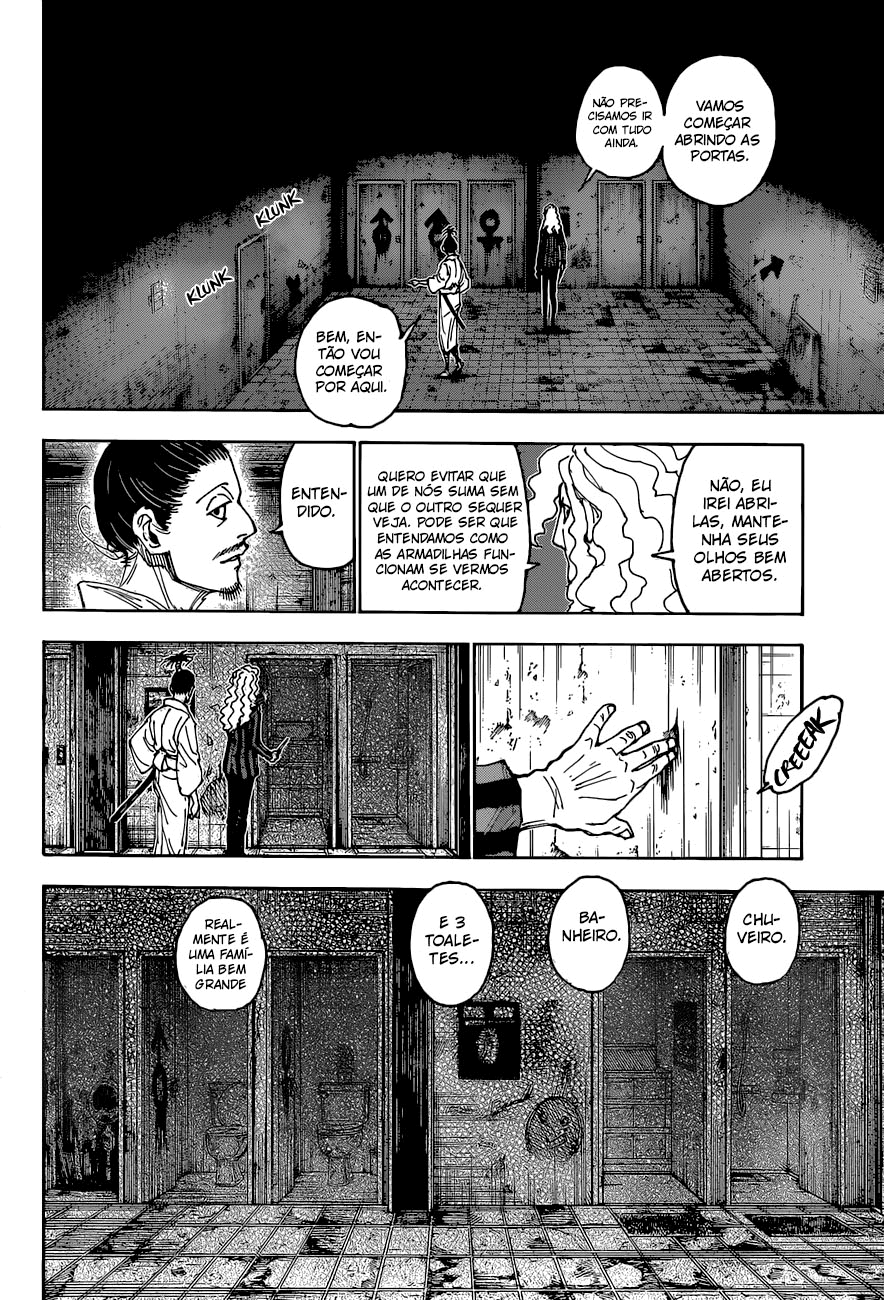 VAMOS
COMEÇAR
ABRINDO AS
PORTAS.
NÃO PRE-
CISAMOS IR
COM TUDO
AINDA.
KLUNK
KLUNK
BEM, EN-
TÃO VOU
COMEÇAR
POR AQUI.
NÃO, EU
IREI ABRI-
LAS, MANTE-
NHA SEUS
OLHOS BEM
ABERTOS.
QUERO EVITAR QUE
UM DE NÓS SUMA SEM
QUE O OUTRO SEQUER
VEJA. PODE SER QUE
ENTENDAMOS COMO
AS ARMADILHAS FUN-
CIONAM SE VERMOS
ACONTECER.
ENTEN-
DIDO.
CREEEAK
CHU-
VEIRO.
BA-
NHEIRO.
E 3
TOALE-
TES...
REAL-
MENTE É
UMA FAMÍ-
LIA BEM
GRANDE